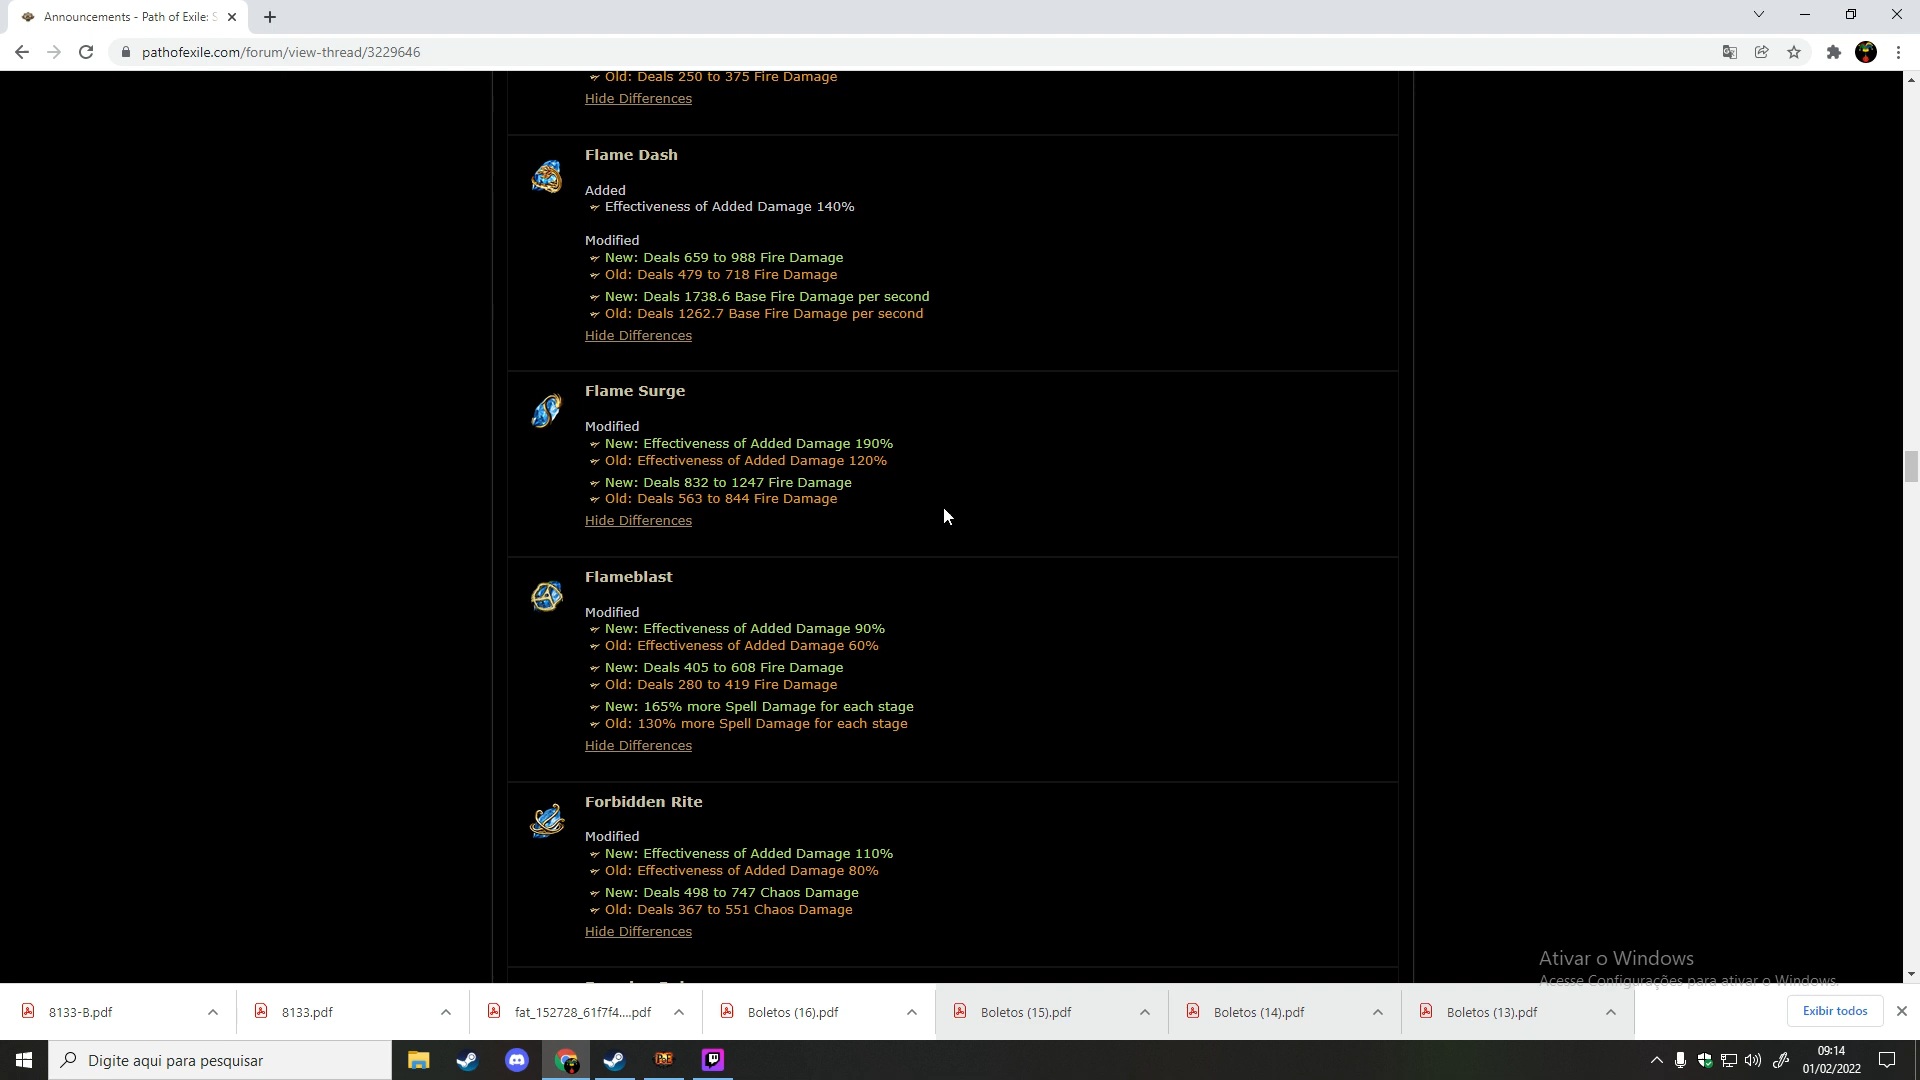 Announcements - Path of Exile: S
pathofexile.com/forum/view-thread/3229646
Old: Deals 250 to 375 Fire Damage
Hide Differences
Flame Dash
Added
Effectiveness of Added Damage 140%
Modified
New: Deals 659 to 988 Fire Damage
Old: Deals 479 to 718 Fire Damage
New: Deals 1738.6 Base Fire Damage per second
Old: Deals 1262.7 Base Fire Damage per second
Hide Differences
Flame Surge
Modified
New: Effectiveness of Added Damage 190%
Old: Effectiveness of Added Damage 120%
New: Deals 832 to 1247 Fire Damage
Old: Deals 563 to 844 Fire Damage
Hide Differences
Flameblast
Modified
New: Effectiveness of Added Damage 90%
Old: Effectiveness of Added Damage 60%
New: Deals 405 to 608 Fire Damage
Old: Deals 280 to 419 Fire Damage
New: 165% more Spell Damage for each stage
Old: 130% more Spell Damage for each stage
Hide Differences
Forbidden Rite
Modified
New: Effectiveness of Added Damage 110%
Old: Effectiveness of Added Damage 80%
New: Deals 498 to 747 Chaos Damage
Old: Deals 367 to 551 Chaos Damage
Hide Differences
Ativar o Windows
Acesse Configurações para ativar o Windows.
8133-B.pdf
8133.pdf
fat_152728_61f7f4....pdf
Boletos (16).pdf
Boletos (15).pdf
Boletos (14).pdf
Boletos (13).pdf
Exibir todos
Digite aqui para pesquisar
PoE
09:14
01/02/2022